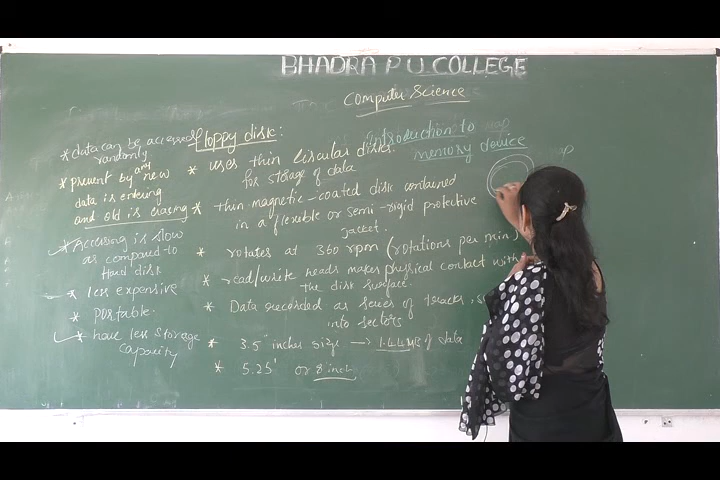 BHADRA P U COLLEGE
Computer Science
Introduction to
memory device
map
map
Floppy disk:
* uses thin circular disks
for storage of data
* thin magnetic-coated disk contained
in a flexible or semi-rigid protective
jacket.
* rotates at 360 rpm (rotations per min)
* read/write heads makes physical contact with
the disk surface.
* Data recorded as series of tracks,
into sectors
* 3.5" inches size → 1.44MB of data
* 5.25' or 8 inch
* data can be accessed
randomly
* present by any new
data is entering
and old is erasing
* Accessing is slow
as compared to
Hard disk
* less expensive
* portable.
* have less storage
capacity